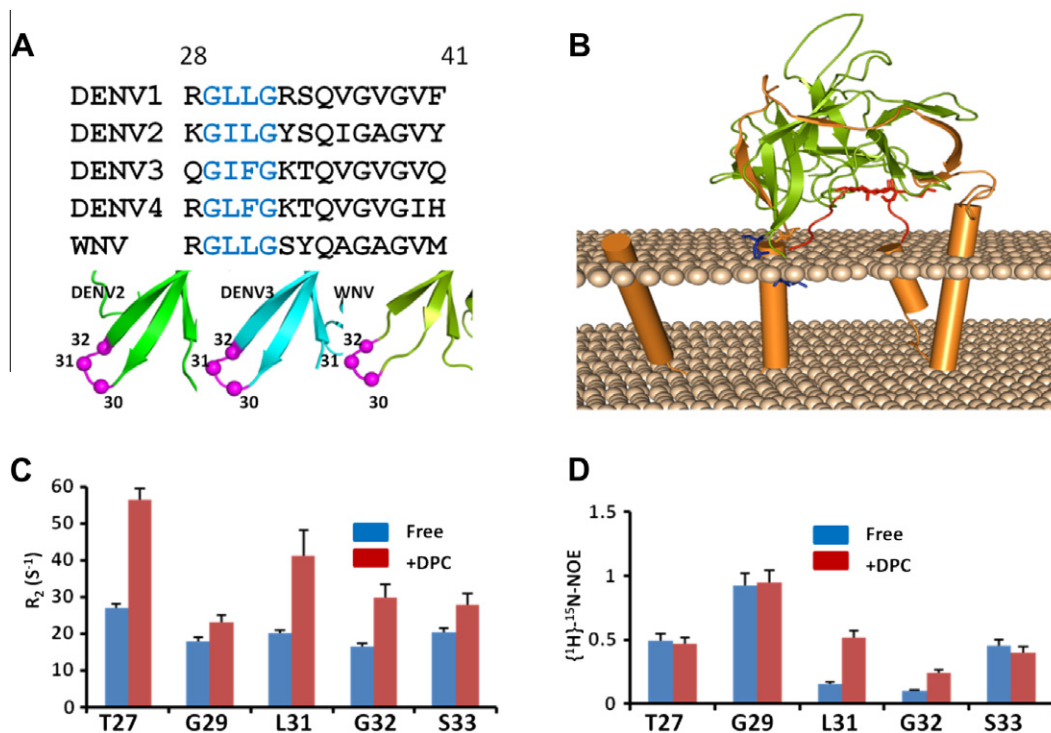 A
28 41
DENV1 RGLLGRSQVGVGVF
DENV2 KGILGYSQIGAGVY
DENV3 QGIFGKTQVGVGVQ
DENV4 RGLFGKTQVGVGIH
WNV RGLLGSYQAGAGVM
DENV2 DENV3 WNV
32 32 32
31 31 31
30 30 30
B
C
R2 (S-1)
60
50
40
30
20
10
0
Free
+DPC
T27 G29 L31 G32 S33
D
{1H}-15N-NOE
1.5
1
0.5
0
Free
+DPC
T27 G29 L31 G32 S33